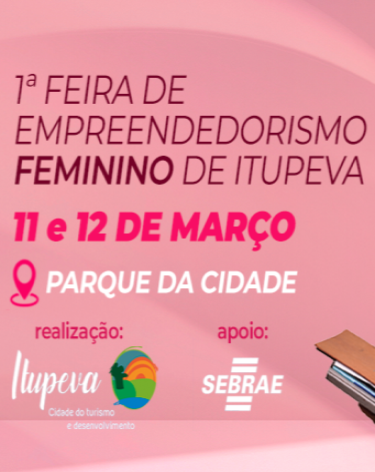 1ª FEIRA DE
EMPREENDEDORISMO
FEMININO DE ITUPEVA
11 e 12 DE MARÇO
PARQUE DA CIDADE
realização:
apoio:
Itupeva
Cidade do turismo
e desenvolvimento
SEBRAE